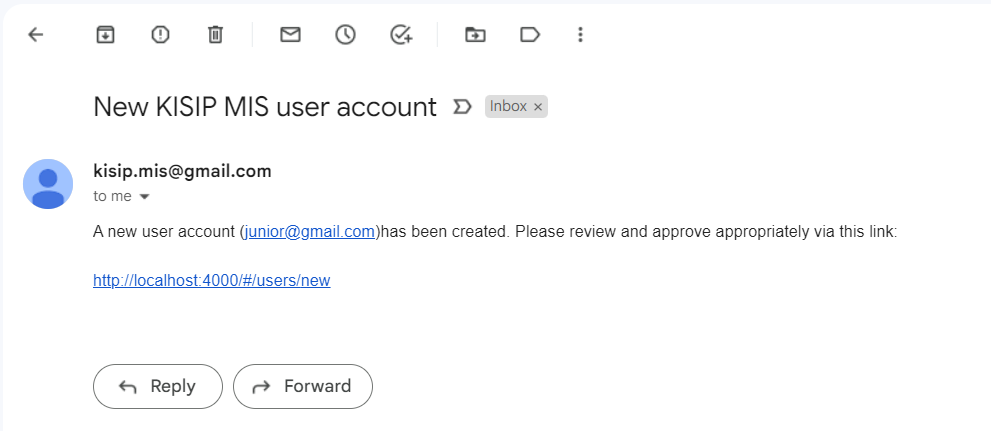 New KISIP MIS user account
Inbox ×
kisip.mis@gmail.com
to me
A new user account (junior@gmail.com)has been created. Please review and approve appropriately via this link:
http://localhost:4000/#/users/new
Reply
Forward